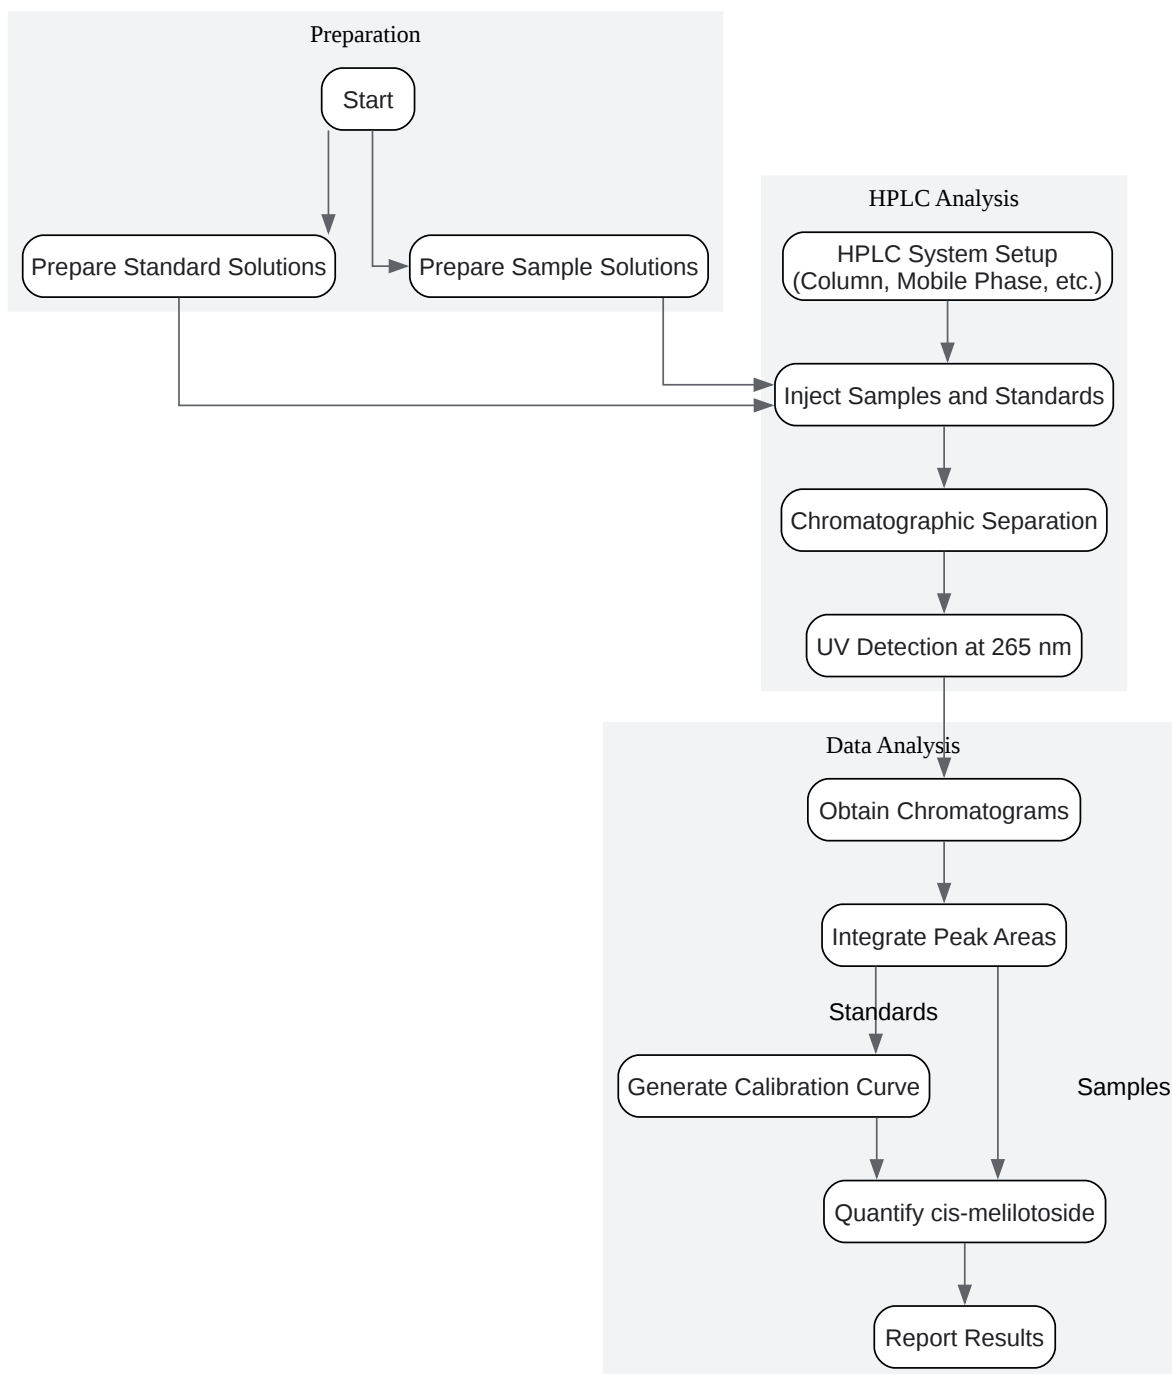 Preparation
Start
Prepare Standard Solutions
Prepare Sample Solutions
HPLC Analysis
HPLC System Setup
(Column, Mobile Phase, etc.)
Inject Samples and Standards
Chromatographic Separation
UV Detection at 265 nm
Data Analysis
Obtain Chromatograms
Integrate Peak Areas
Standards
Generate Calibration Curve
Samples
Quantify cis-melilotoside
Report Results